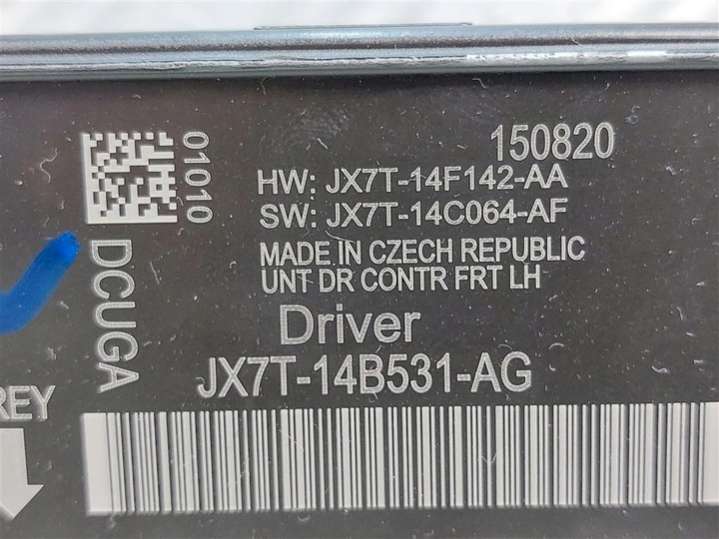 150820
01010
HW: JX7T-14F142-AA
SW: JX7T-14C064-AF
MADE IN CZECH REPUBLIC
UNT DR CONTR FRT LH
DCUGA
Driver
JX7T-14B531-AG
REY